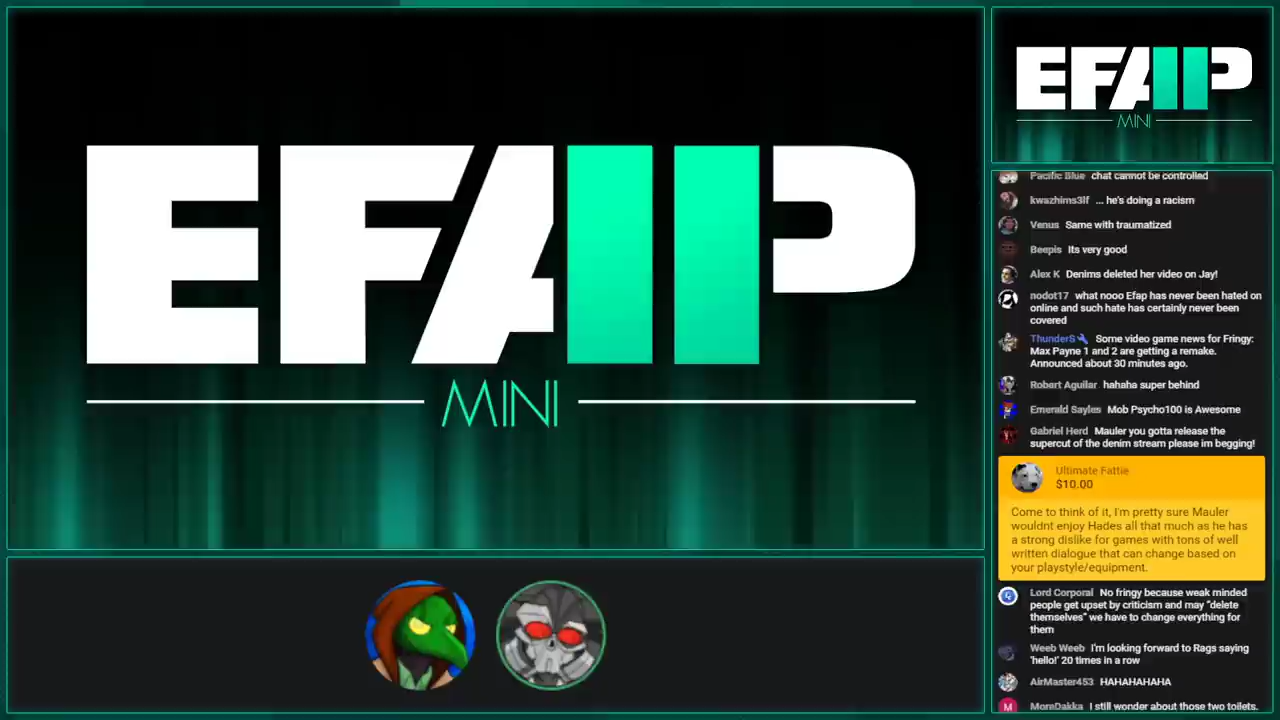 EFAP
MINI
EFAP
MINI
Pacific Blue chat cannot be controlled
kwazhims3lf ... he's doing a racism
Venus Same with traumatized
Beepis Its very good
Alex K Denims deleted her video on Jay!
nodot17 what nooo Efap has never been hated on
online and such hate has certainly never been
covered
ThunderS Some video game news for Fringy:
Max Payne 1 and 2 are getting a remake.
Announced about 30 minutes ago.
Robert Aguilar hahaha super behind
Emerald Sayles Mob Psycho100 is Awesome
Gabriel Herd Mauler you gotta release the
supercut of the denim stream please im begging!
Ultimate Fattie
$10.00
Come to think of it, I'm pretty sure Mauler
wouldnt enjoy Hades all that much as he has
a strong dislike for games with tons of well
written dialogue that can change based on
your playstyle/equipment.
Lord Corporal No fringy because weak minded
people get upset by criticism and may "delete
themselves" we have to change everything for
them
Weeb Weeb I'm looking forward to Rags saying
'hello!' 20 times in a row
AirMaster453 HAHAHAHAHA
M MoreDakka I still wonder about those two toilets.